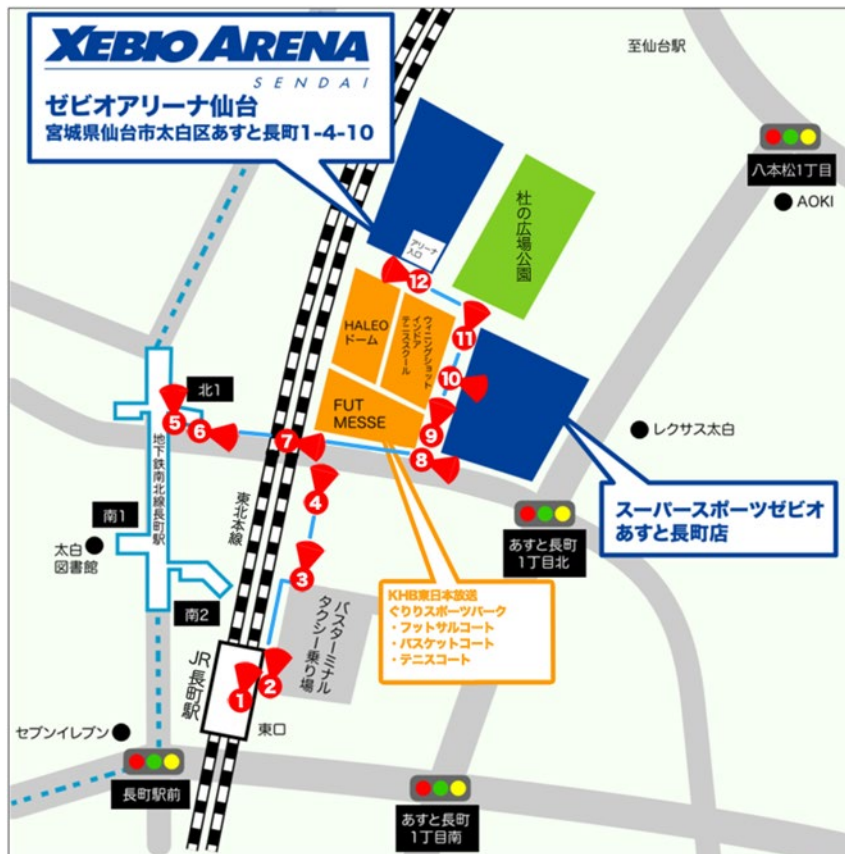 XEBIO ARENA
SENDAI
ゼビオアリーナ仙台
宮城県仙台市太白区あすと長町1-4-10
至仙台駅
八本松1丁目
AOKI
杜の広場公園
アリーナ
入口
12
11
HALEO
ドーム
ウィニングショット
インドア
テニススクール
10
FUT
MESSE
9
8
北1
5
6
7
地下鉄南北線長町駅
レクサス太白
4
東北本線
スーパースポーツゼビオ
あすと長町店
南1
あすと長町
1丁目北
太白
図書館
3
南2
KHB東日本放送
ぐりりスポーツパーク
・フットサルコート
・バスケットコート
・テニスコート
バスターミナル
タクシー乗り場
JR長町駅
1
2
東口
セブンイレブン
長町駅前
あすと長町
1丁目南